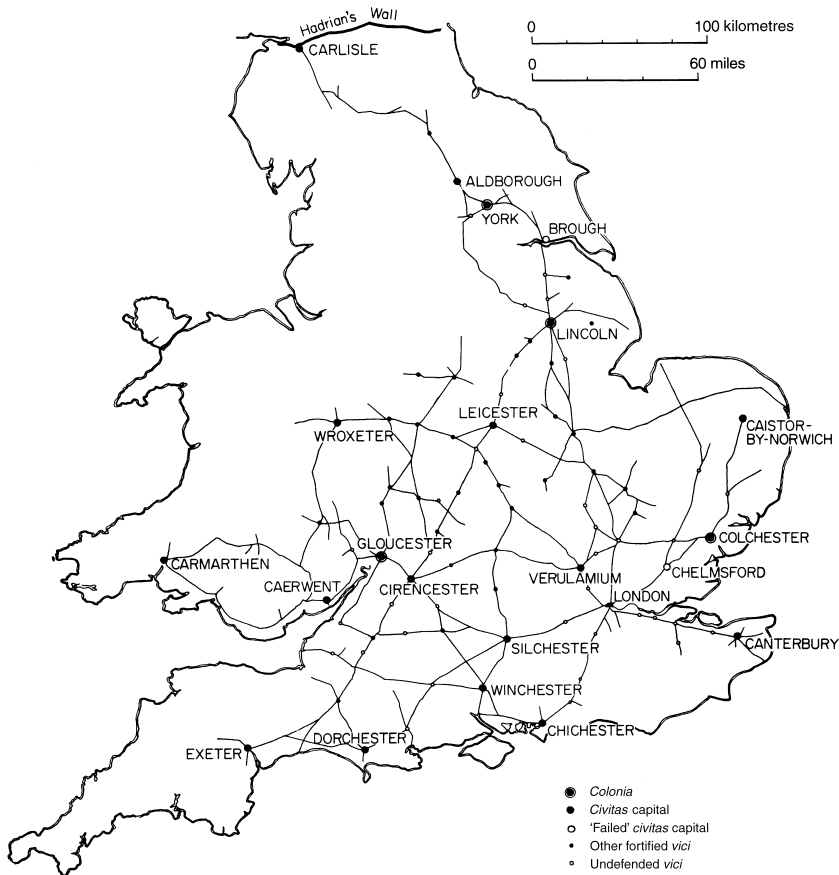 Hadrian's Wall
0 100 kilometres
0 60 miles
CARLISLE
ALDBOROUGH
YORK
BROUGH
LINCOLN
LEICESTER
WROXETER
CAISTOR-
BY-NORWICH
GLOUCESTER
COLCHESTER
CARMARTHEN
VERULAMIUM
CHELMSFORD
CAERWENT
CIRENCESTER
LONDON
SILCHESTER
CANTERBURY
WINCHESTER
CHICHESTER
DORCHESTER
EXETER
Colonia
Civitas capital
'Failed' civitas capital
Other fortified vici
Undefended vici